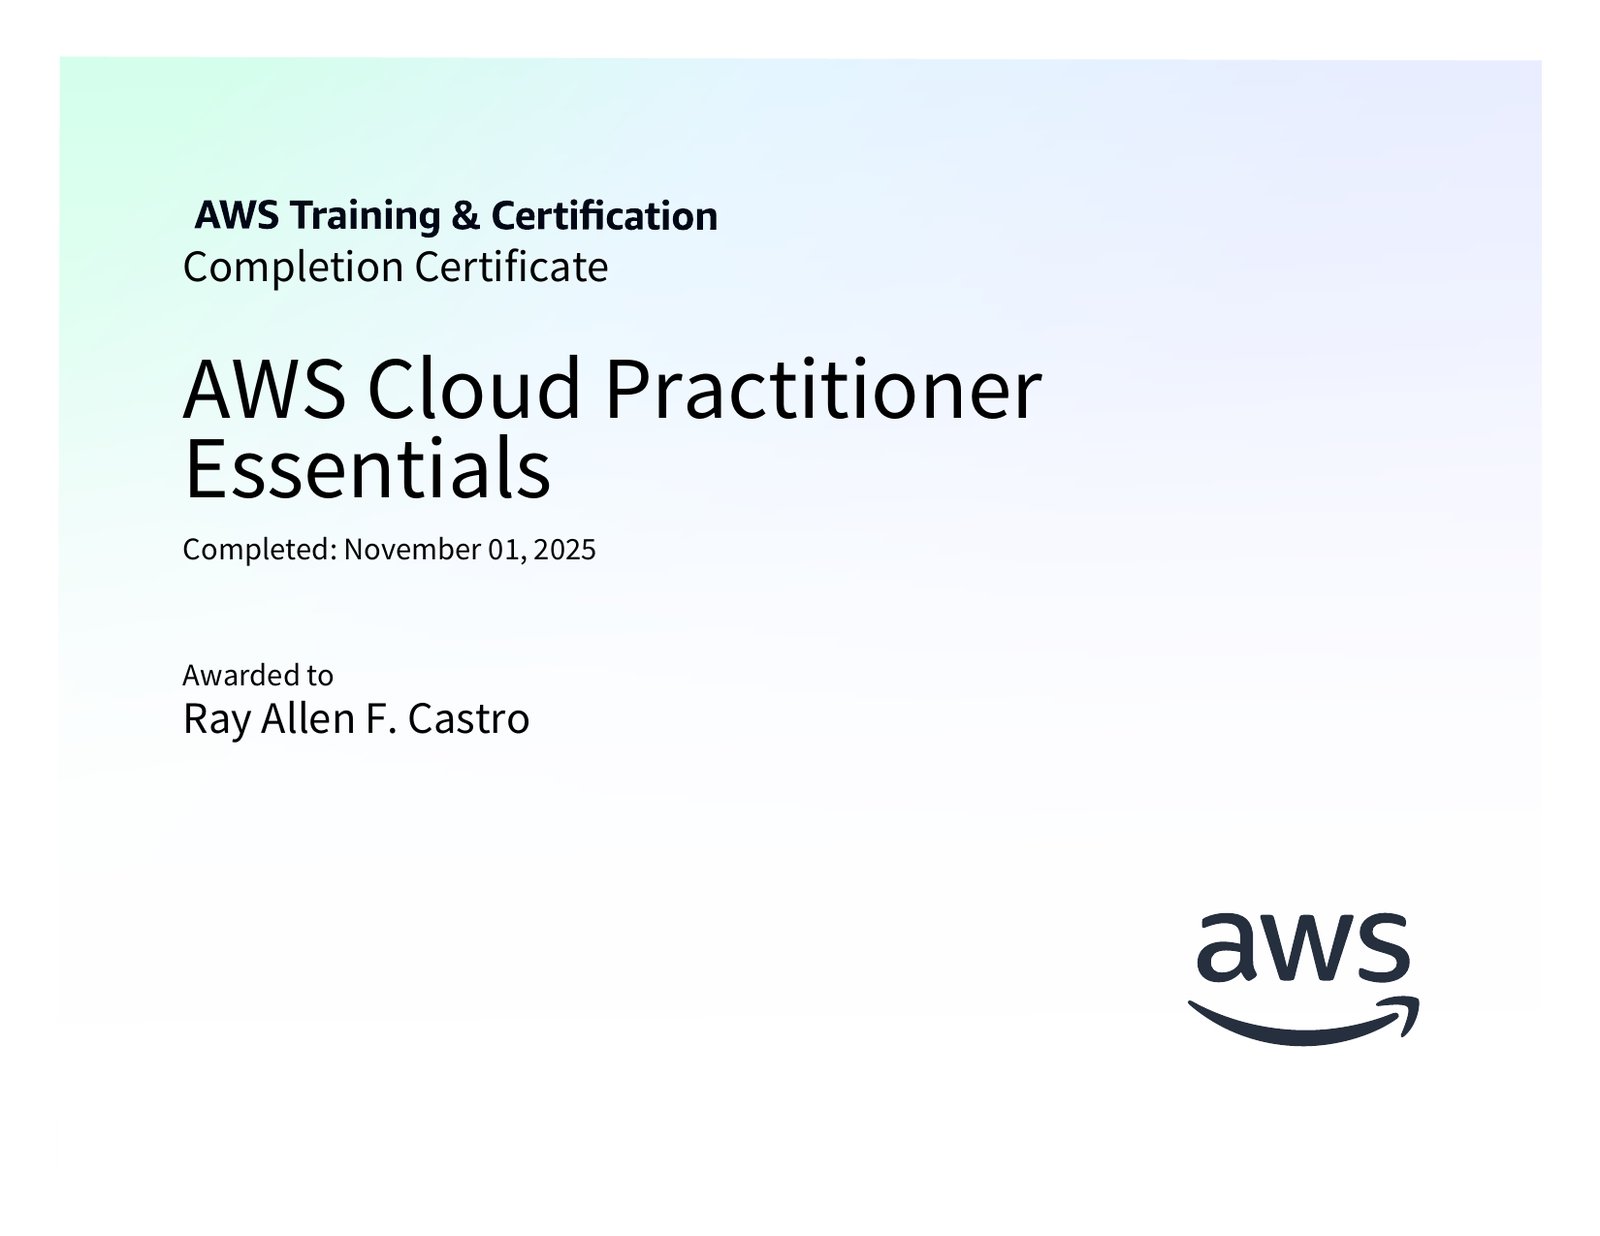 AWS Training & Certification
Completion Certificate
AWS Cloud Practitioner
Essentials
Completed: November 01, 2025
Awarded to
Ray Allen F. Castro
aws